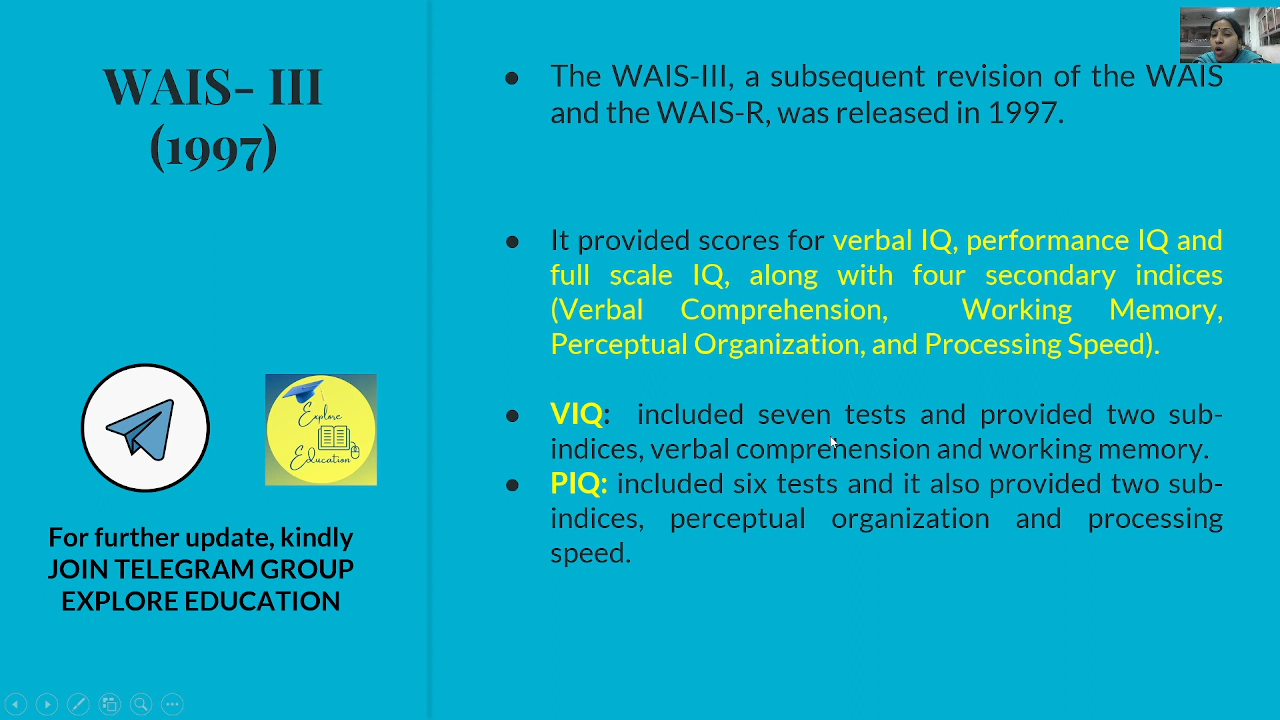 WAIS- III
(1997)
● The WAIS-III, a subsequent revision of the WAIS
and the WAIS-R, was released in 1997.
● It provided scores for verbal IQ, performance IQ and
full scale IQ, along with four secondary indices
(Verbal Comprehension, Working Memory,
Perceptual Organization, and Processing Speed).
● VIQ: included seven tests and provided two sub-
indices, verbal comprehension and working memory.
● PIQ: included six tests and it also provided two sub-
indices, perceptual organization and processing
speed.
Explore
Education
For further update, kindly
JOIN TELEGRAM GROUP
EXPLORE EDUCATION